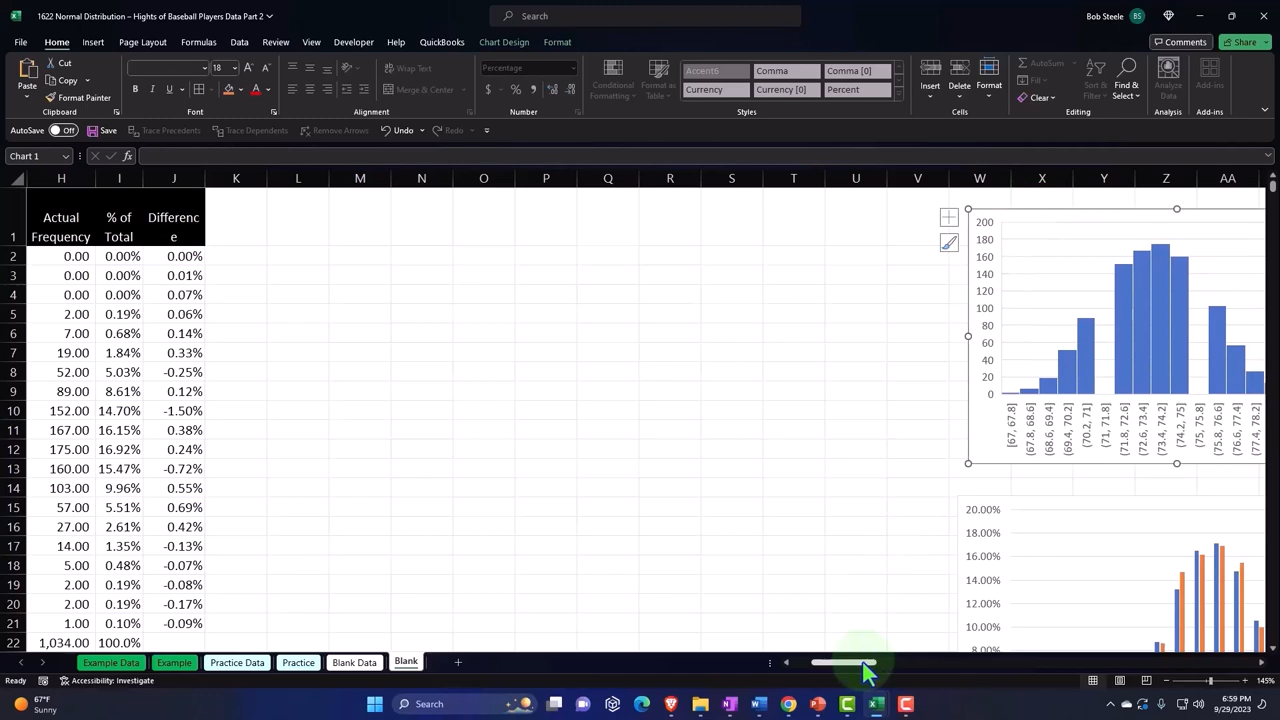 1622 Normal Distribution – Hights of Baseball Players Data Part 2
Search
Bob Steele
BS
File
Home
Insert
Page Layout
Formulas
Data
Review
View
Developer
Help
QuickBooks
Chart Design
Format
Comments
Share
Paste
Cut
Copy
Format Painter
Clipboard
18
Font
Wrap Text
Merge & Center
Alignment
Percentage
Number
Conditional Formatting
Format as Table
Accent6
Comma
Comma [0]
Currency
Currency [0]
Percent
Styles
Insert
Delete
Format
Cells
AutoSum
Fill
Clear
Sort & Filter
Find & Select
Editing
Analyze Data
Analysis
Add-ins
Add-ins
AutoSave Off Save Trace Precedents Trace Dependents Remove Arrows Undo Redo
Chart 1
H I J K L M N O P Q R S T U V W X Y Z AA
1 Actual Frequency % of Total Differenc e
2 0.00 0.00% 0.00%
3 0.00 0.00% 0.01%
4 0.00 0.00% 0.07%
5 2.00 0.19% 0.06%
6 7.00 0.68% 0.14%
7 19.00 1.84% 0.33%
8 52.00 5.03% -0.25%
9 89.00 8.61% 0.12%
10 152.00 14.70% -1.50%
11 167.00 16.15% 0.38%
12 175.00 16.92% 0.24%
13 160.00 15.47% -0.72%
14 103.00 9.96% 0.55%
15 57.00 5.51% 0.69%
16 27.00 2.61% 0.42%
17 14.00 1.35% -0.13%
18 5.00 0.48% -0.07%
19 2.00 0.19% -0.08%
20 2.00 0.19% -0.17%
21 1.00 0.10% -0.09%
22 1,034.00 100.0%
200
180
160
140
120
100
80
60
40
20
0
[67, 67.8]
(67.8, 68.6]
(68.6, 69.4]
(69.4, 70.2]
(70.2, 71]
(71, 71.8]
(71.8, 72.6]
(72.6, 73.4]
(73.4, 74.2]
(74.2, 75]
(75, 75.8]
(75.8, 76.6]
(76.6, 77.4]
(77.4, 78.2]
20.00%
18.00%
16.00%
14.00%
12.00%
10.00%
8.00%
Example Data
Example
Practice Data
Practice
Blank Data
Blank
Ready
Accessibility: Investigate
145%
67°F
Sunny
Search
6:59 PM
9/29/2023